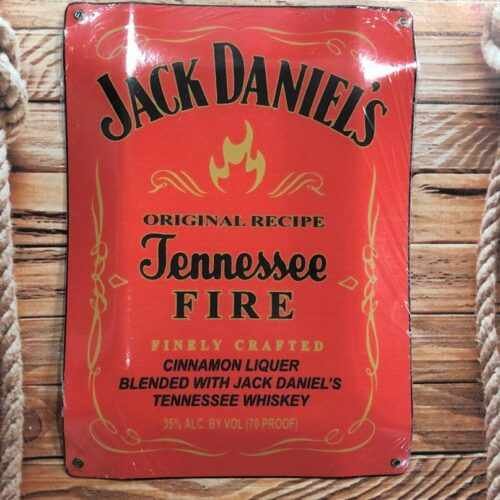 JACK DANIEL'S
ORIGINAL RECIPE
Tennessee
FIRE
FINELY CRAFTED
CINNAMON LIQUER
BLENDED WITH JACK DANIEL'S
TENNESSEE WHISKEY
35% ALC. BY VOL (70 PROOF)